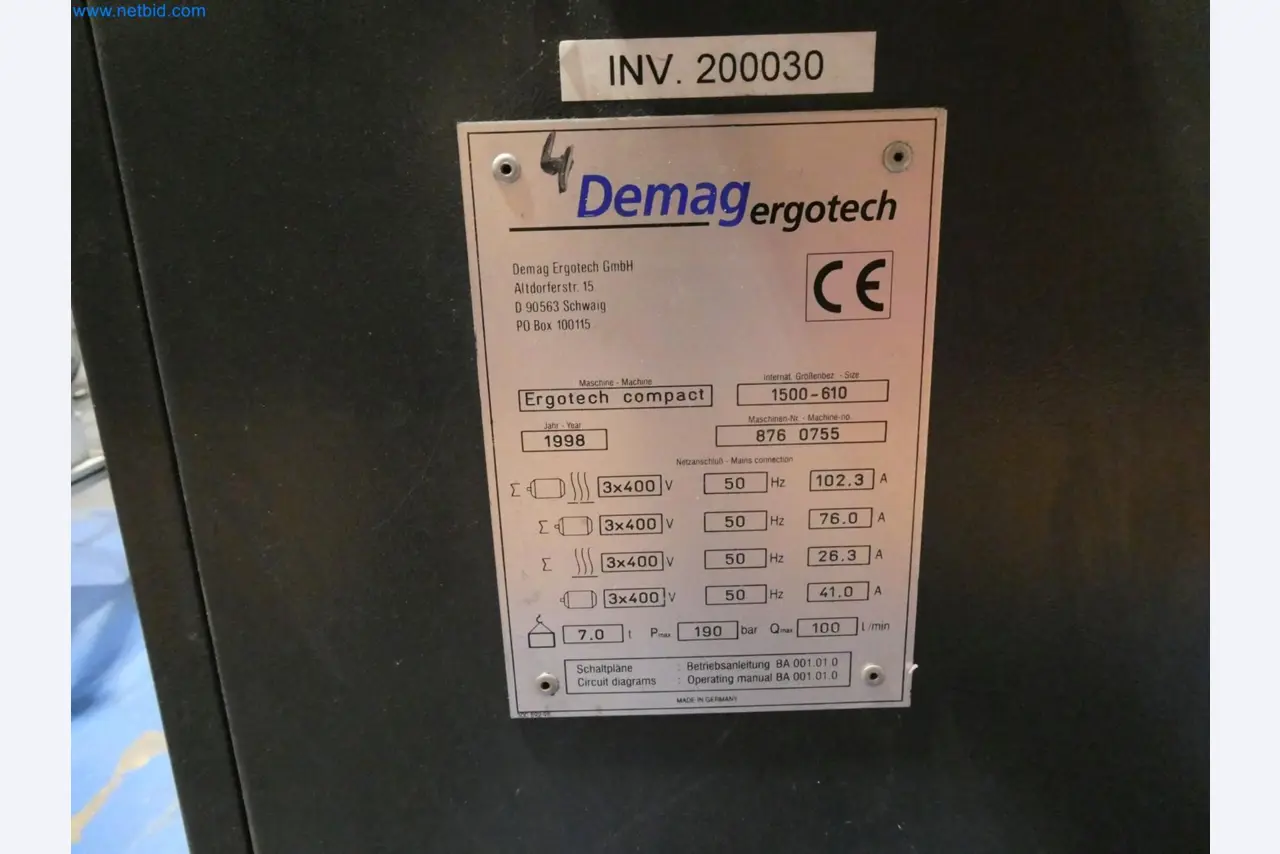 www.netbid.com
INV. 200030
4
Demag ergotech
Demag Ergotech GmbH
Altdorferstr. 15
D 90563 Schwaig
PO Box 100115
CE
Maschine - Machine
Ergotech compact
Internat. Größenbez. - Size
1500-610
Jahr - Year
1998
Maschinen-Nr. - Machine-no.
876 0755
Netzanschluß - Mains connection
Σ 3x400 V 50 Hz 102.3 A
Σ 3x400 V 50 Hz 76.0 A
Σ 3x400 V 50 Hz 26.3 A
3x400 V 50 Hz 41.0 A
7.0 t Pmax 190 bar Qmax 100 l/min
Schaltpläne : Betriebsanleitung BA 001.01.0
Circuit diagrams : Operating manual BA 001.01.0
MADE IN GERMANY